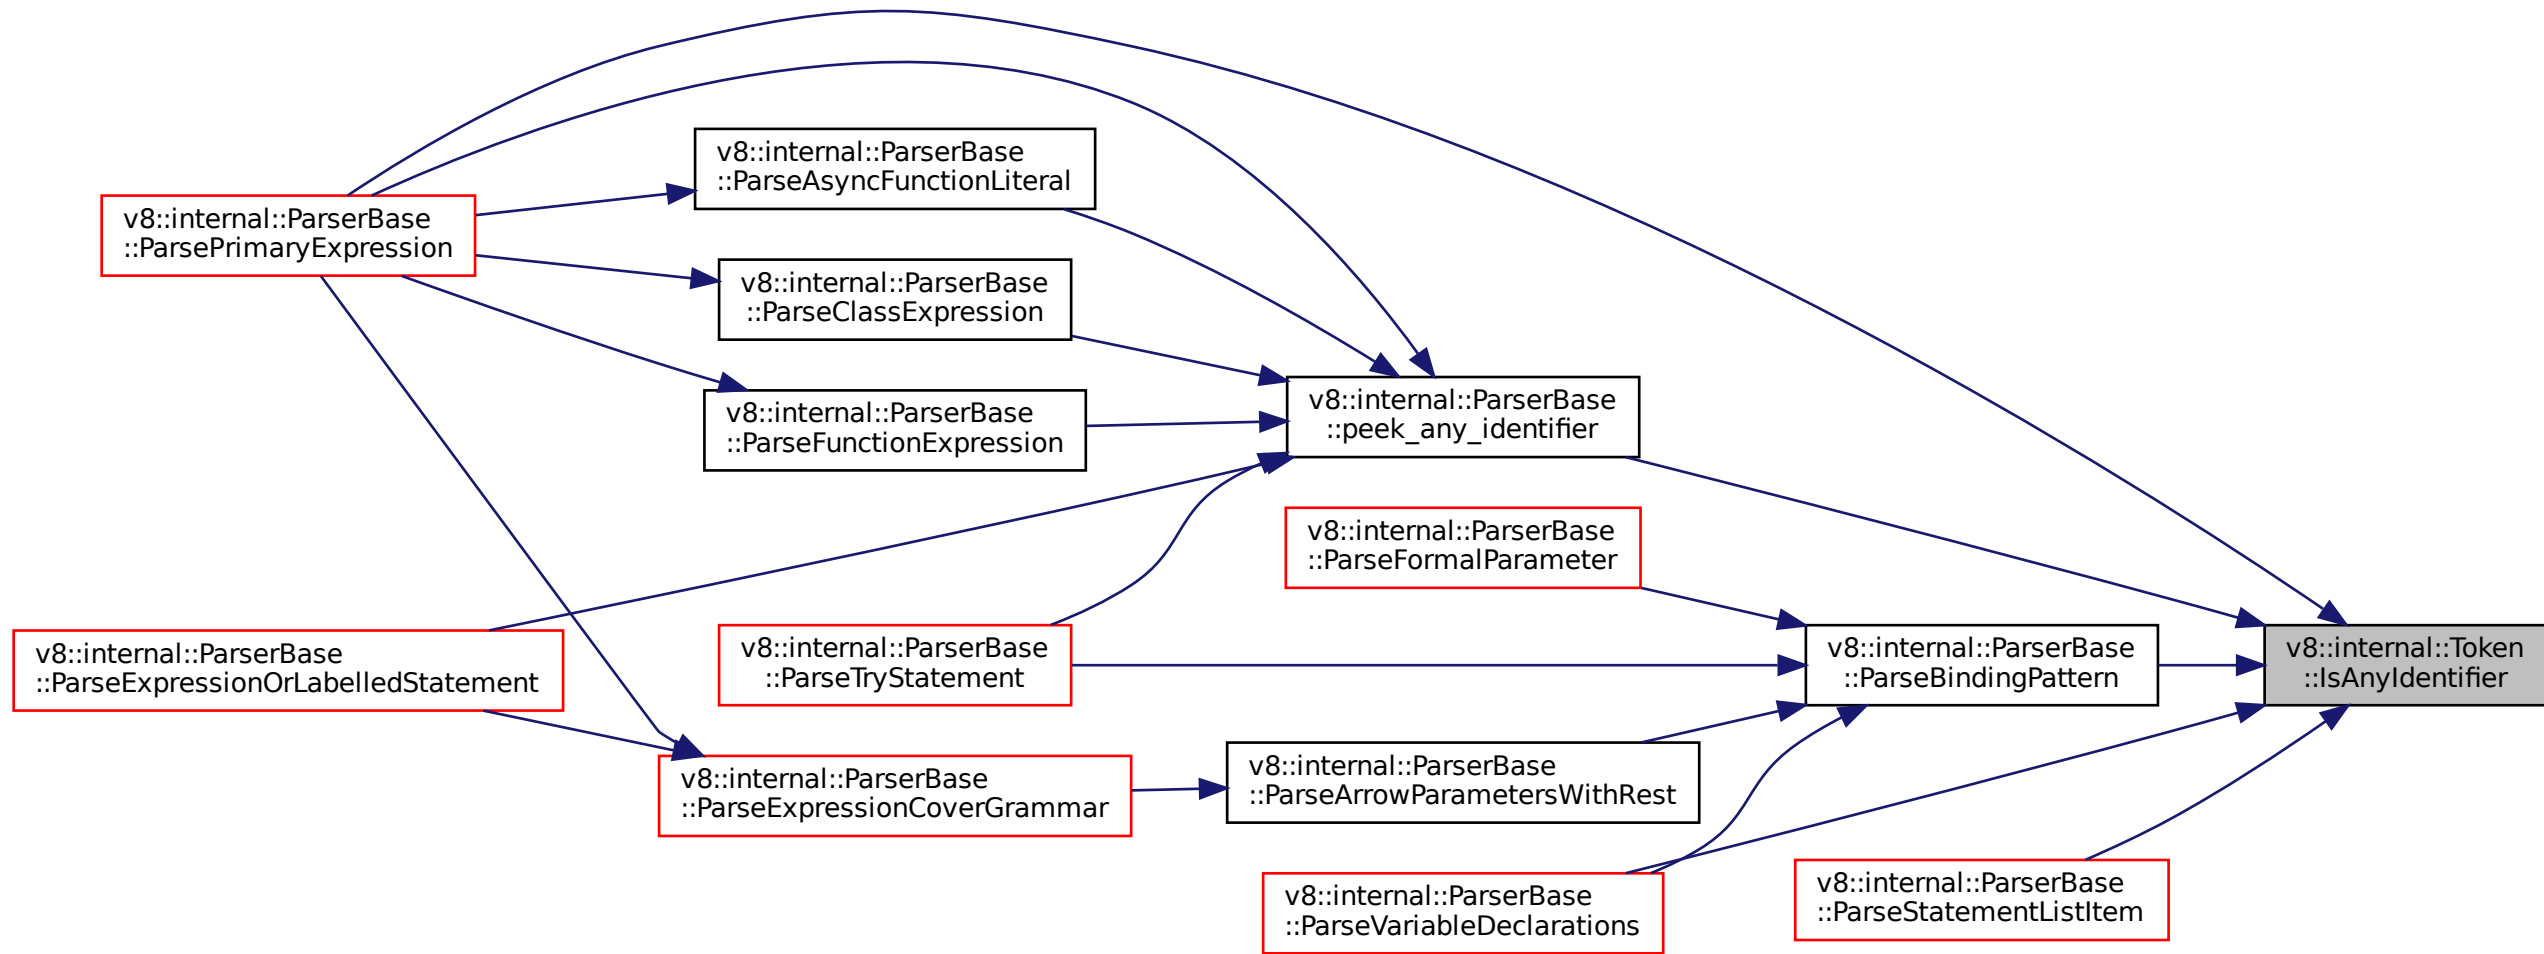 v8::internal::ParserBase
::ParseAsyncFunctionLiteral
v8::internal::ParserBase
::ParsePrimaryExpression
v8::internal::ParserBase
::ParseClassExpression
v8::internal::ParserBase
::peek_any_identifier
v8::internal::ParserBase
::ParseFunctionExpression
v8::internal::ParserBase
::ParseFormalParameter
v8::internal::ParserBase
::ParseExpressionOrLabelledStatement
v8::internal::ParserBase
::ParseTryStatement
v8::internal::ParserBase
::ParseBindingPattern
v8::internal::Token
::IsAnyIdentifier
v8::internal::ParserBase
::ParseExpressionCoverGrammar
v8::internal::ParserBase
::ParseArrowParametersWithRest
v8::internal::ParserBase
::ParseVariableDeclarations
v8::internal::ParserBase
::ParseStatementListItem